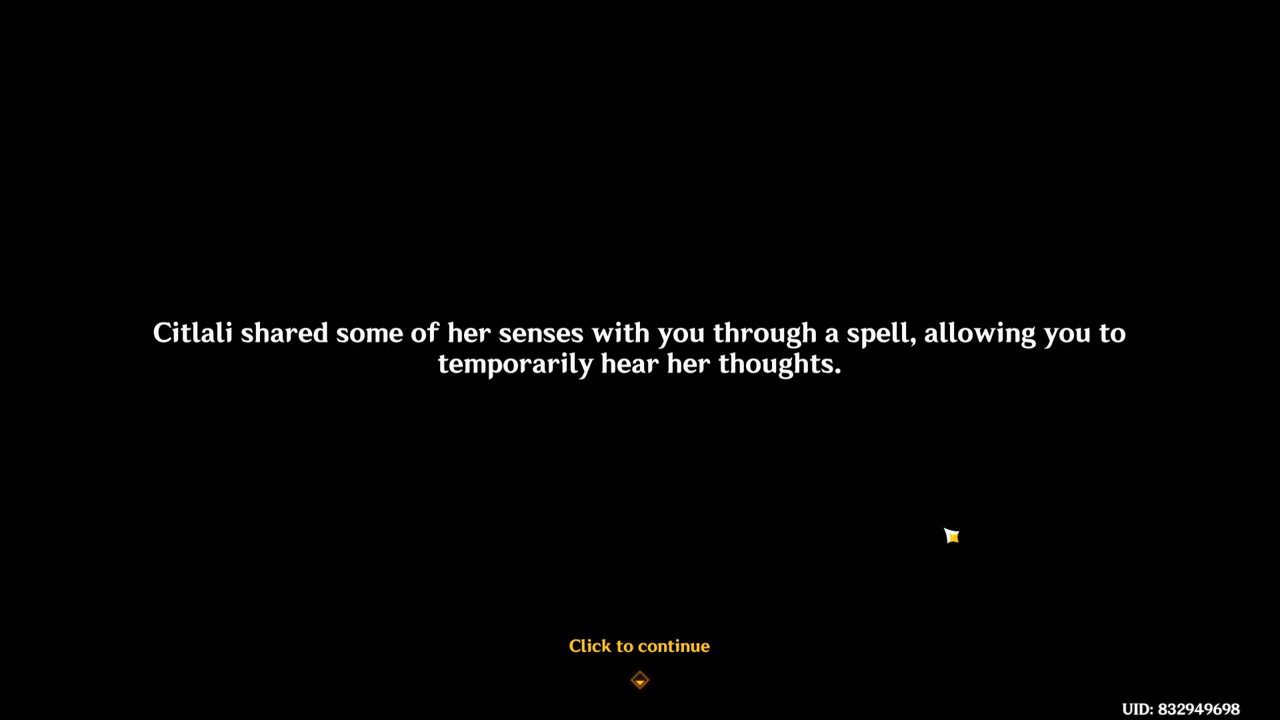 Citlali shared some of her senses with you through a spell, allowing you to
temporarily hear her thoughts.
Click to continue
UID: 832949698